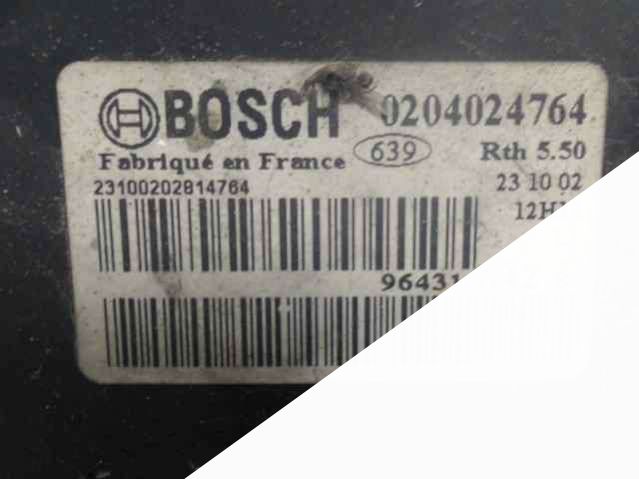 BOSCH 0204024764
Fabriqué en France 639 Rth 5.50
23100202814764 23 10 02